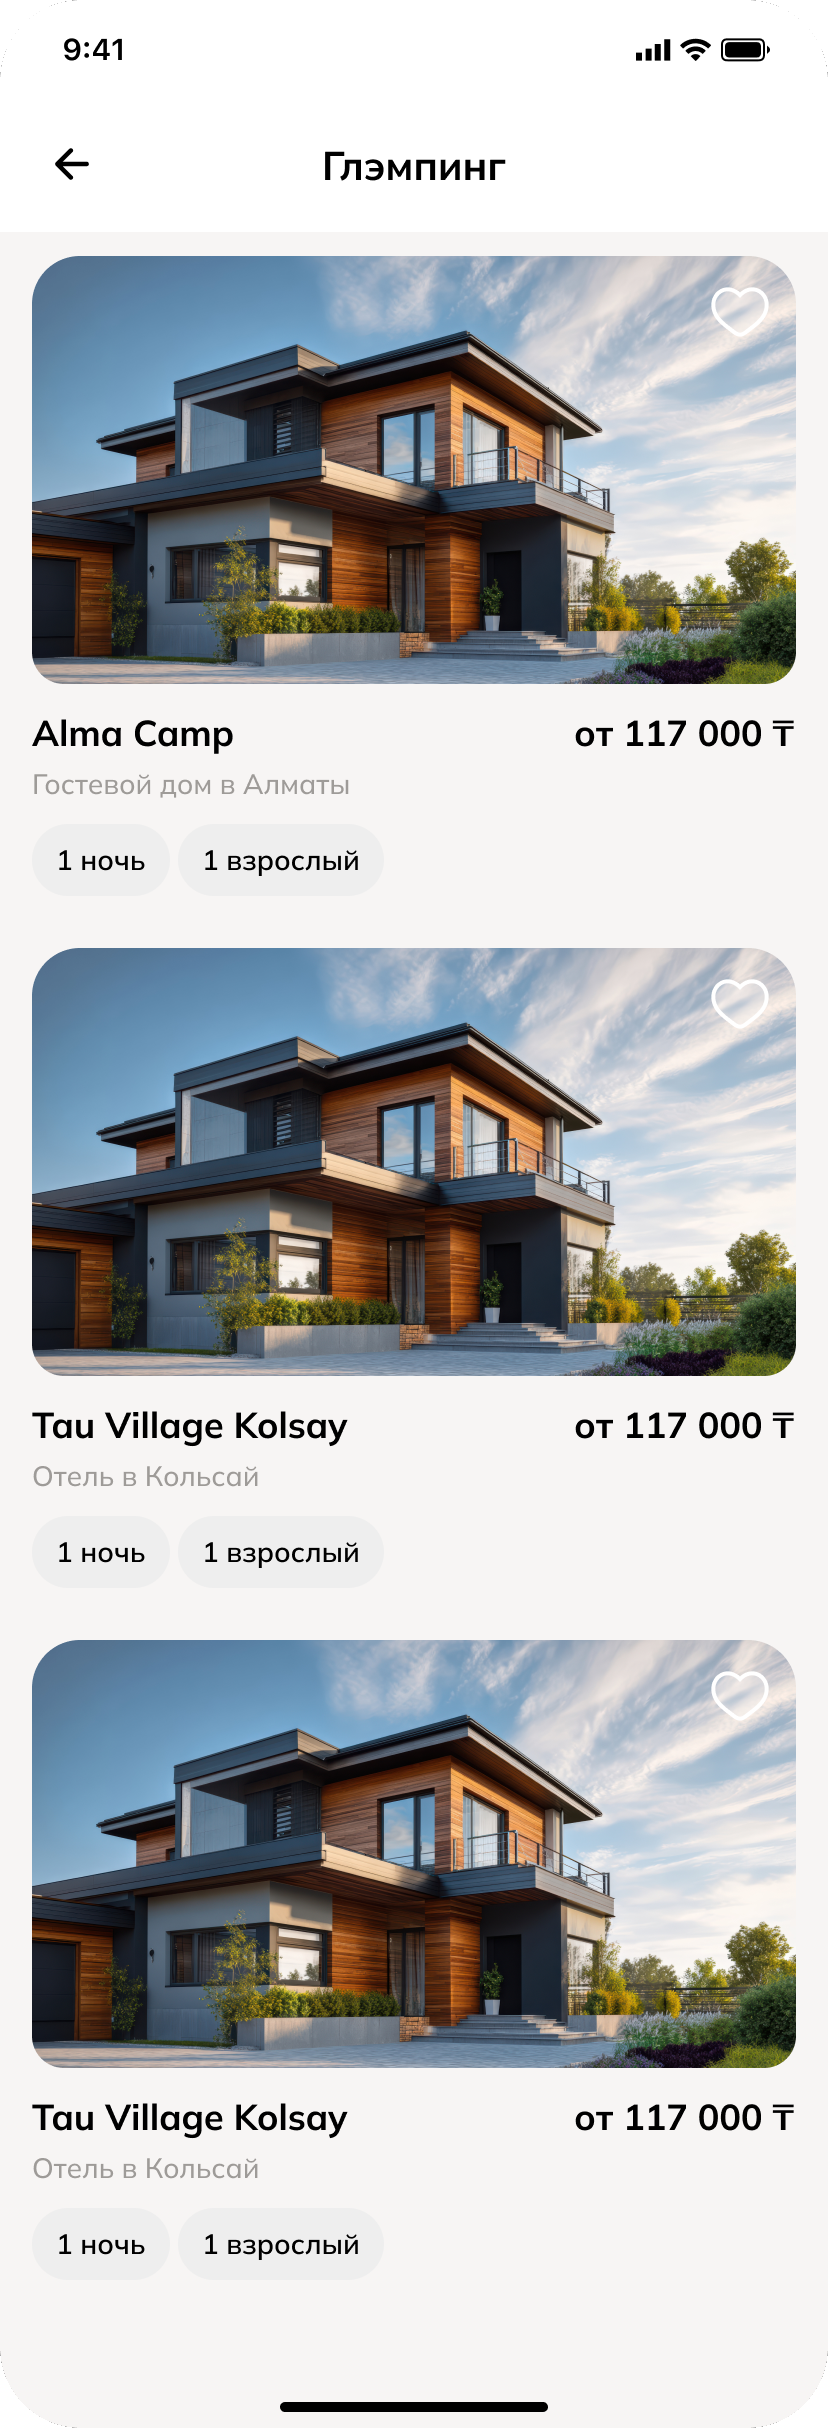 9:41
Глэмпинг
Alma Camp от 117 000 ₸
Гостевой дом в Алматы
1 ночь 1 взрослый
Tau Village Kolsay от 117 000 ₸
Отель в Кольсай
1 ночь 1 взрослый
Tau Village Kolsay от 117 000 ₸
Отель в Кольсай
1 ночь 1 взрослый